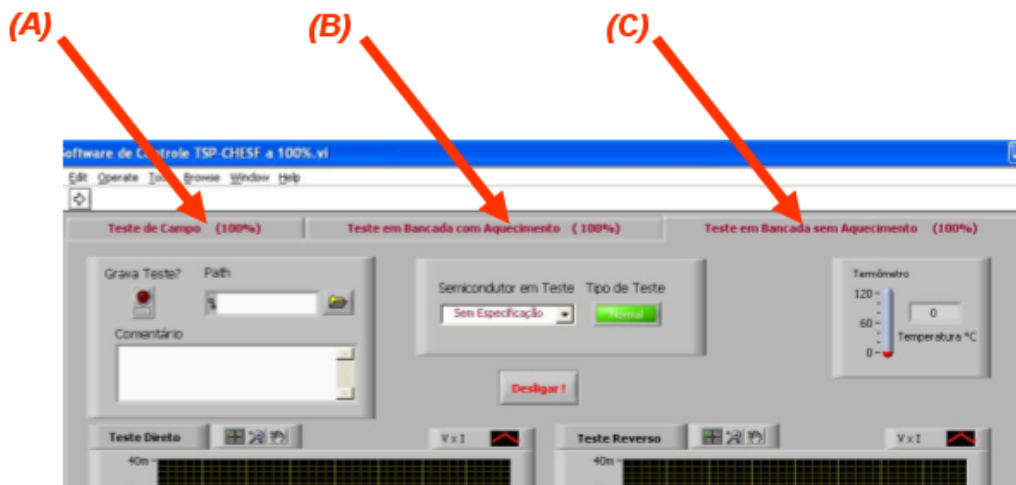 (A) (B) (C)
Software de Controle TSP-CHESF a 100%.vi
Edit Operate Tools Browse Window Help
Teste de Campo (100%) Teste em Bancada com Aquecimento ( 100%) Teste em Bancada sem Aquecimento (100%)
Grava Teste? Path
Comentário
Semicondutor em Teste Tipo de Teste
Sem Especificação Normal
Desligar !
Termômetro
120
60
0
0
Temperatura °C
Teste Direto V x I Teste Reverso V x I
40m 40m